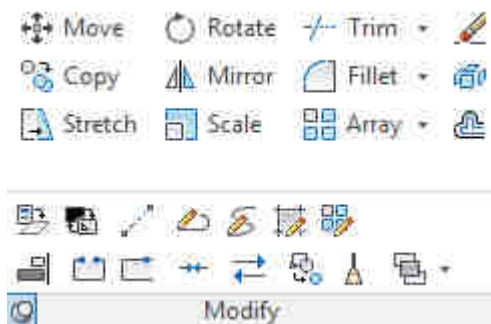 Move Rotate Trim
Copy Mirror Fillet
Stretch Scale Array
Modify